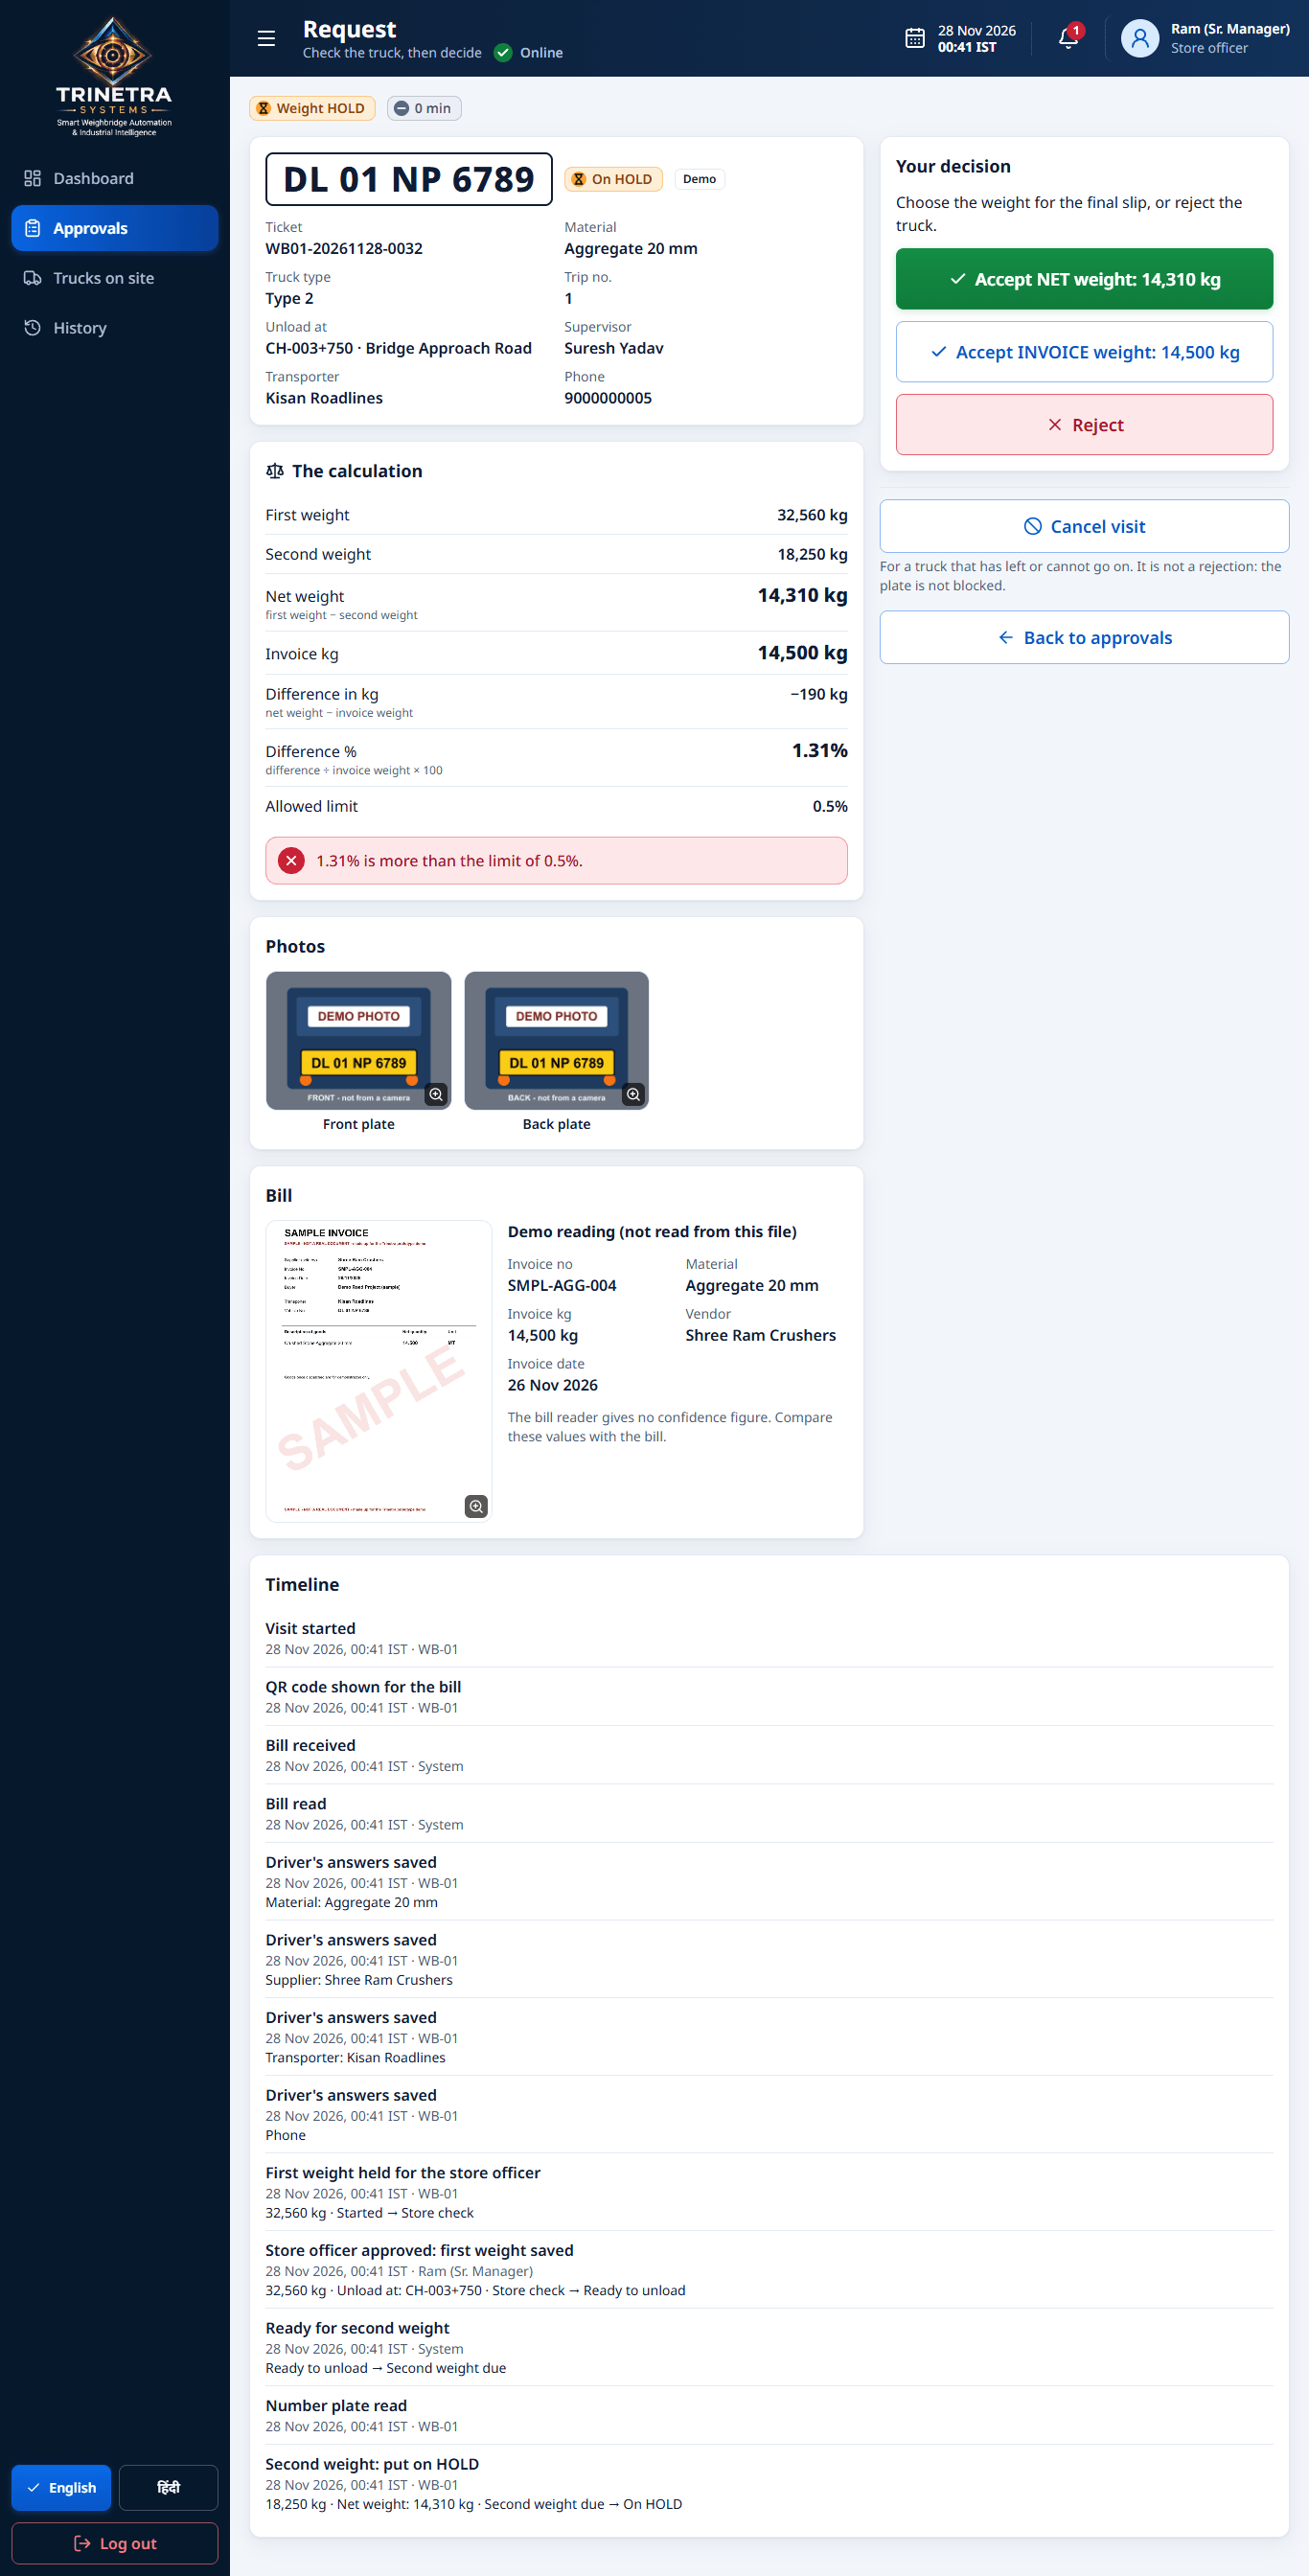 TRINETRA
SYSTEMS
Smart Weighbridge Automation
& Industrial Intelligence
Dashboard
Approvals
Trucks on site
History
English
हिंदी
Log out
Request
Check the truck, then decide
Online
28 Nov 2026
00:41 IST
1
Ram (Sr. Manager)
Store officer
Weight HOLD
0 min
DL 01 NP 6789
On HOLD
Demo
Ticket
WB01-20261128-0032
Material
Aggregate 20 mm
Truck type
Type 2
Trip no.
1
Unload at
CH-003+750 · Bridge Approach Road
Supervisor
Suresh Yadav
Transporter
Kisan Roadlines
Phone
9000000005
Your decision
Choose the weight for the final slip, or reject the
truck.
Accept NET weight: 14,310 kg
Accept INVOICE weight: 14,500 kg
Reject
Cancel visit
For a truck that has left or cannot go on. It is not a rejection: the
plate is not blocked.
Back to approvals
The calculation
First weight 32,560 kg
Second weight 18,250 kg
Net weight 14,310 kg
first weight − second weight
Invoice kg 14,500 kg
Difference in kg −190 kg
net weight − invoice weight
Difference % 1.31%
difference ÷ invoice weight × 100
Allowed limit 0.5%
1.31% is more than the limit of 0.5%.
Photos
DEMO PHOTO
DL 01 NP 6789
FRONT - not from a camera
Front plate
DEMO PHOTO
DL 01 NP 6789
BACK - not from a camera
Back plate
Bill
SAMPLE INVOICE
Shree Ram Crushers
SMPL-AGG-004
Demo Road Project (sample)
Kisan Roadlines
DL 01 NP 6789
14.500 MT
SAMPLE
Demo reading (not read from this file)
Invoice no
SMPL-AGG-004
Material
Aggregate 20 mm
Invoice kg
14,500 kg
Vendor
Shree Ram Crushers
Invoice date
26 Nov 2026
The bill reader gives no confidence figure. Compare
these values with the bill.
Timeline
Visit started
28 Nov 2026, 00:41 IST · WB-01
QR code shown for the bill
28 Nov 2026, 00:41 IST · WB-01
Bill received
28 Nov 2026, 00:41 IST · System
Bill read
28 Nov 2026, 00:41 IST · System
Driver's answers saved
28 Nov 2026, 00:41 IST · WB-01
Material: Aggregate 20 mm
Driver's answers saved
28 Nov 2026, 00:41 IST · WB-01
Supplier: Shree Ram Crushers
Driver's answers saved
28 Nov 2026, 00:41 IST · WB-01
Transporter: Kisan Roadlines
Driver's answers saved
28 Nov 2026, 00:41 IST · WB-01
Phone
First weight held for the store officer
28 Nov 2026, 00:41 IST · WB-01
32,560 kg · Started → Store check
Store officer approved: first weight saved
28 Nov 2026, 00:41 IST · Ram (Sr. Manager)
32,560 kg · Unload at: CH-003+750 · Store check → Ready to unload
Ready for second weight
28 Nov 2026, 00:41 IST · System
Ready to unload → Second weight due
Number plate read
28 Nov 2026, 00:41 IST · WB-01
Second weight: put on HOLD
28 Nov 2026, 00:41 IST · WB-01
18,250 kg · Net weight: 14,310 kg · Second weight due → On HOLD